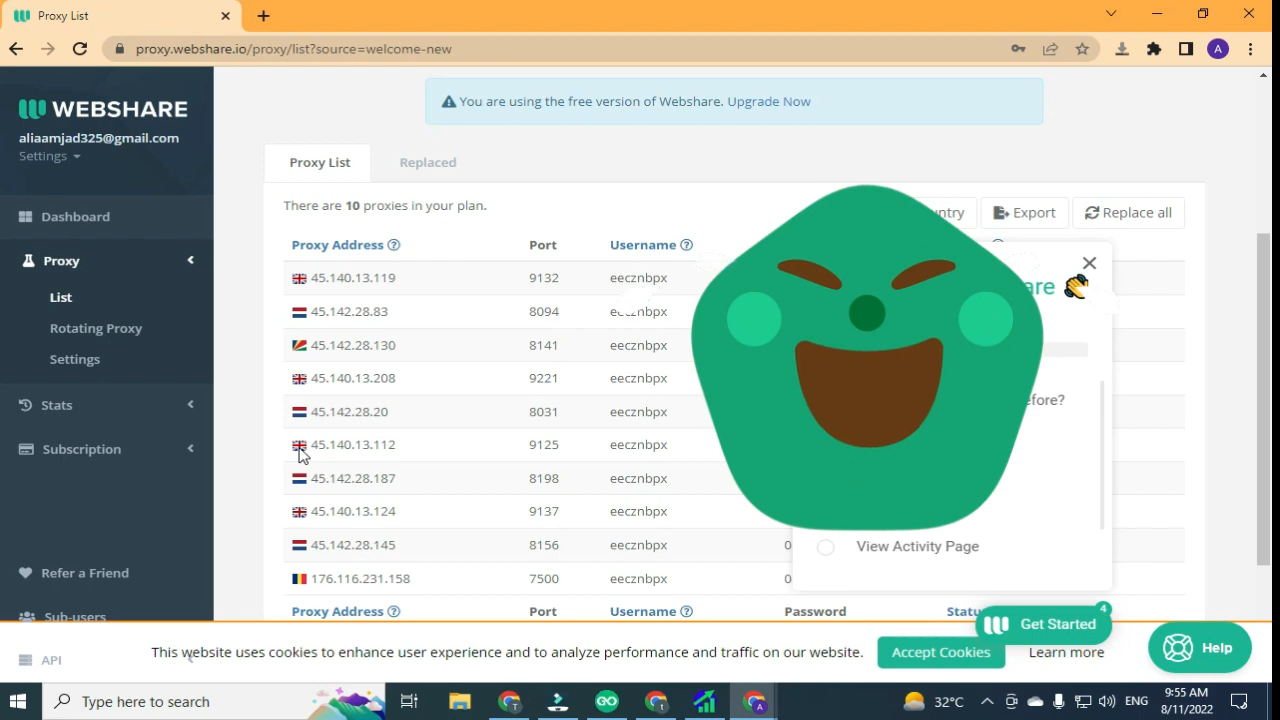 Proxy List
proxy.webshare.io/proxy/list?source=welcome-new
A
WEBSHARE
aliaamjad325@gmail.com
Settings
Dashboard
Proxy
List
Rotating Proxy
Settings
Stats
Subscription
Refer a Friend
Sub-users
API
You are using the free version of Webshare. Upgrade Now
Proxy List Replaced
There are 10 proxies in your plan.
Export Replace all
Proxy Address Port Username
45.140.13.119 9132 eecznbpx
45.142.28.83 8094 eecznbpx
45.142.28.130 8141 eecznbpx
45.140.13.208 9221 eecznbpx
45.142.28.20 8031 eecznbpx
45.140.13.112 9125 eecznbpx
45.142.28.187 8198 eecznbpx
45.140.13.124 9137 eecznbpx
45.142.28.145 8156 eecznbpx 0
176.116.231.158 7500 eecznbpx 0
Proxy Address Port Username Password
View Activity Page
4
Get Started
This website uses cookies to enhance user experience and to analyze performance and traffic on our website. Accept Cookies Learn more
Help
Type here to search
32°C ENG
9:55 AM
8/11/2022